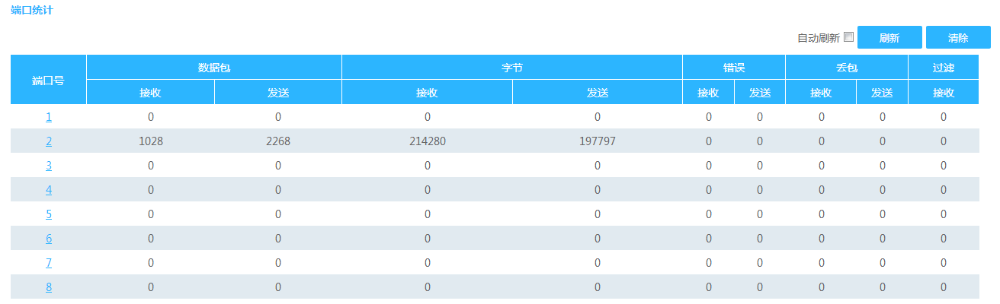 端口统计
自动刷新 刷新 清除
端口号 数据包 字节 错误 丢包 过滤
接收 发送 接收 发送 接收 发送 接收 发送 接收
1 0 0 0 0 0 0 0 0 0
2 1028 2268 214280 197797 0 0 0 0 0
3 0 0 0 0 0 0 0 0 0
4 0 0 0 0 0 0 0 0 0
5 0 0 0 0 0 0 0 0 0
6 0 0 0 0 0 0 0 0 0
7 0 0 0 0 0 0 0 0 0
8 0 0 0 0 0 0 0 0 0